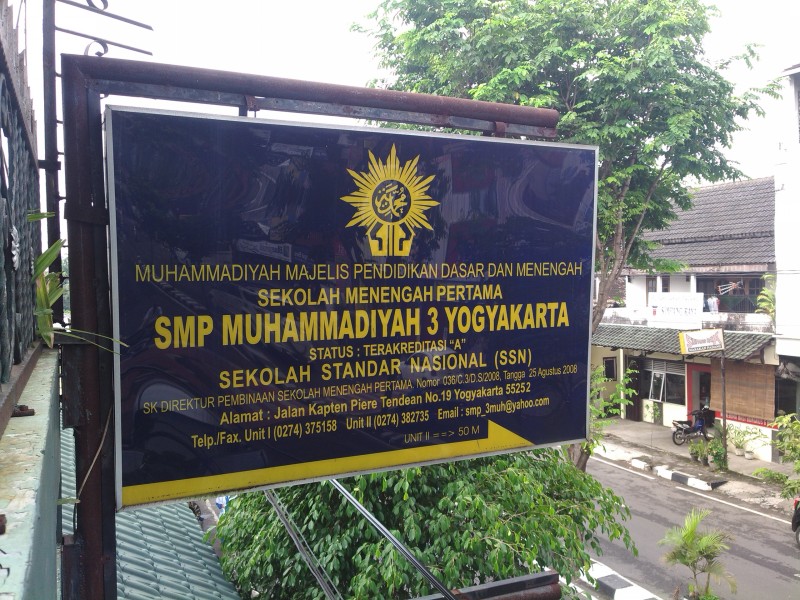 MUHAMMADIYAH MAJELIS PENDIDIKAN DASAR DAN MENENGAH
SEKOLAH MENENGAH PERTAMA
SMP MUHAMMADIYAH 3 YOGYAKARTA
STATUS : TERAKREDITASI "A"
SEKOLAH STANDAR NASIONAL (SSN)
SK DIREKTUR PEMBINAAN SEKOLAH MENENGAH PERTAMA. Nomor 036/C.3/D.S/2008, Tangga 25 Agustus 2008
Alamat : Jalan Kapten Piere Tendean No.19 Yogyakarta 55252
Telp./Fax. Unit I (0274) 375158 Unit II (0274) 382735 Email : smp_3muh@yahoo.com
UNIT II ==> 50 M